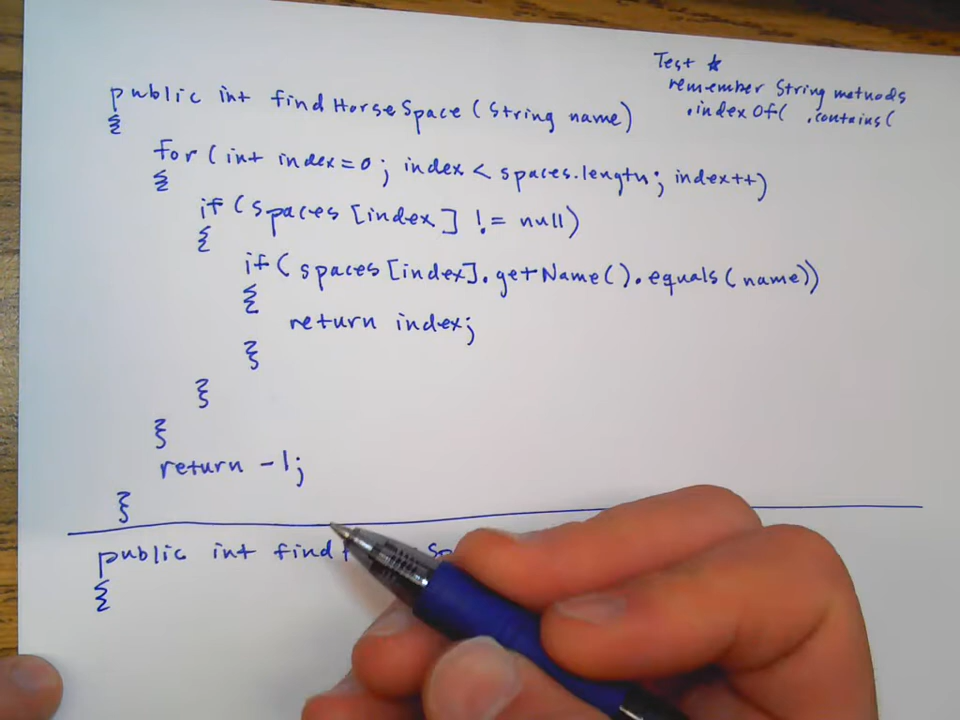 Test ★
remember String methods
.indexOf( .contains(
public int findHorseSpace (String name)
{
for (int index=0; index < spaces.length; index++)
{
if (spaces [index] != null)
{
if (spaces [index].getName().equals(name))
{
return index;
}
}
}
return -1;
}
public int find
{